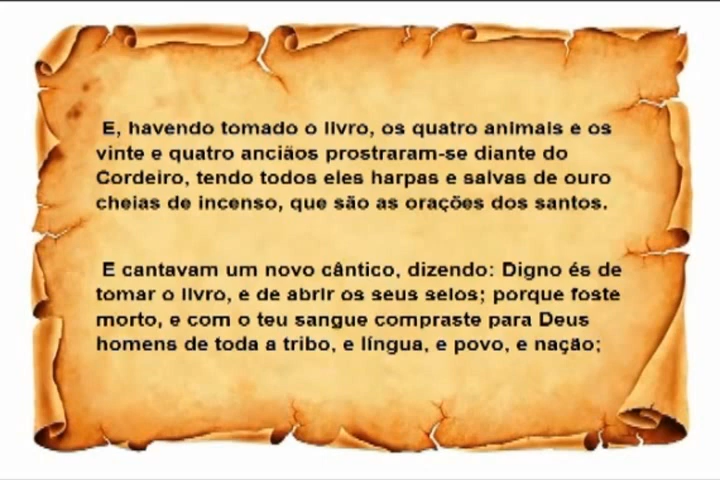 E, havendo tomado o livro, os quatro animais e os
vinte e quatro anciãos prostraram-se diante do
Cordeiro, tendo todos eles harpas e salvas de ouro
cheias de incenso, que são as orações dos santos.
E cantavam um novo cântico, dizendo: Digno és de
tomar o livro, e de abrir os seus selos; porque foste
morto, e com o teu sangue compraste para Deus
homens de toda a tribo, e língua, e povo, e nação;